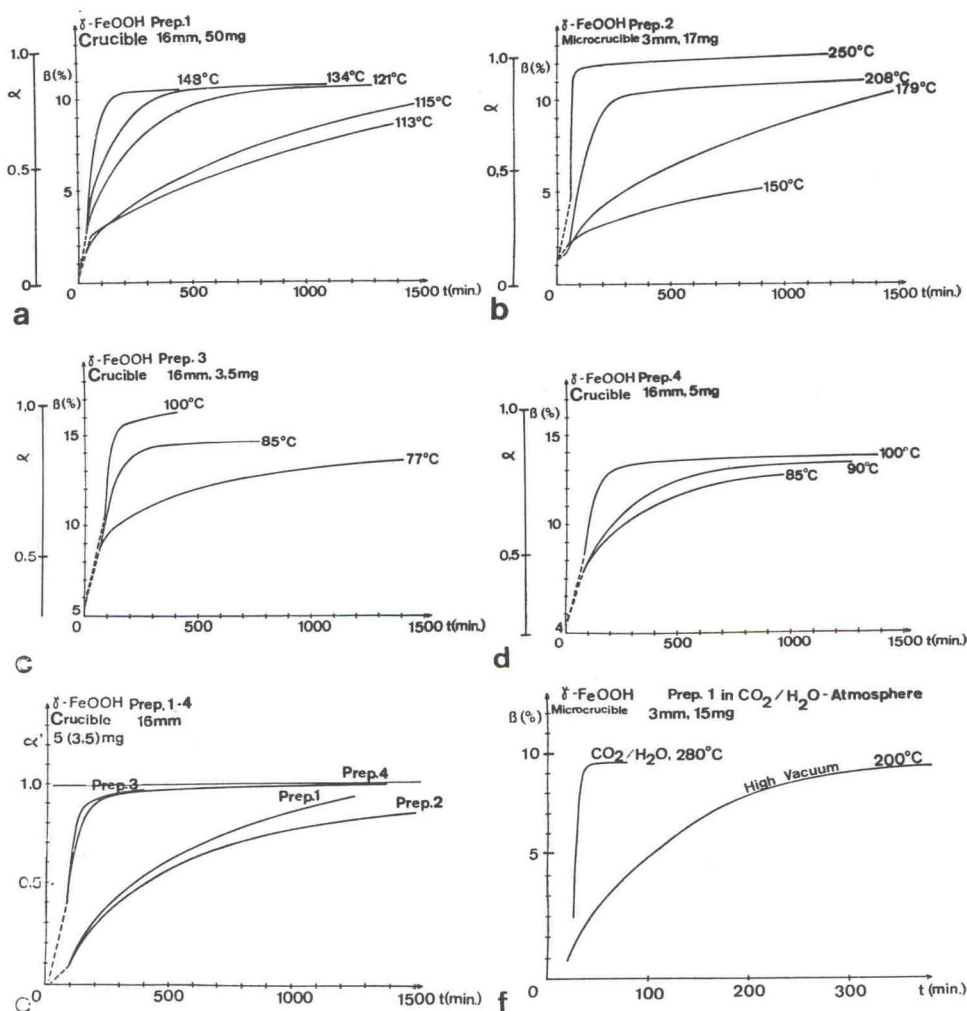 γ-FeOOH Prep.1
Crucible 16mm, 50mg
1.0
β(%)
148°C
134°C
121°C
10
115°C
113°C
α
0.5
5
0
0
500
1000
1500 t(min.)
a
γ-FeOOH Prep.2
Microcrucible 3mm, 17mg
1.0
β(%)
250°C
208°C
179°C
10
α
0.5
5
150°C
0
0
500
1000
1500 t(min.)
b
γ-FeOOH Prep. 3
Crucible 16mm, 3.5mg
1.0
β(%)
100°C
15
85°C
77°C
α
10
0.5
5
0
500
1000
1500 t(min.)
c
γ-FeOOH Prep.4
Crucible 16mm, 5mg
1.0
β(%)
15
100°C
90°C
85°C
α
10
0.5
4
0
500
1000
1500 t(min.)
d
γ-FeOOH Prep. 1-4
Crucible 16mm
5 (3.5)mg
α'
1.0
Prep.3
Prep.4
Prep.1
Prep.2
0.5
0
500
1000
1500 t(min.)
γ-FeOOH Prep. 1 in CO2/H2O-Atmosphere
Microcrucible 3mm, 15mg
β(%)
10
CO2/H2O, 280°C
200°C
High Vacuum
5
0
100
200
300
t (min.)
f